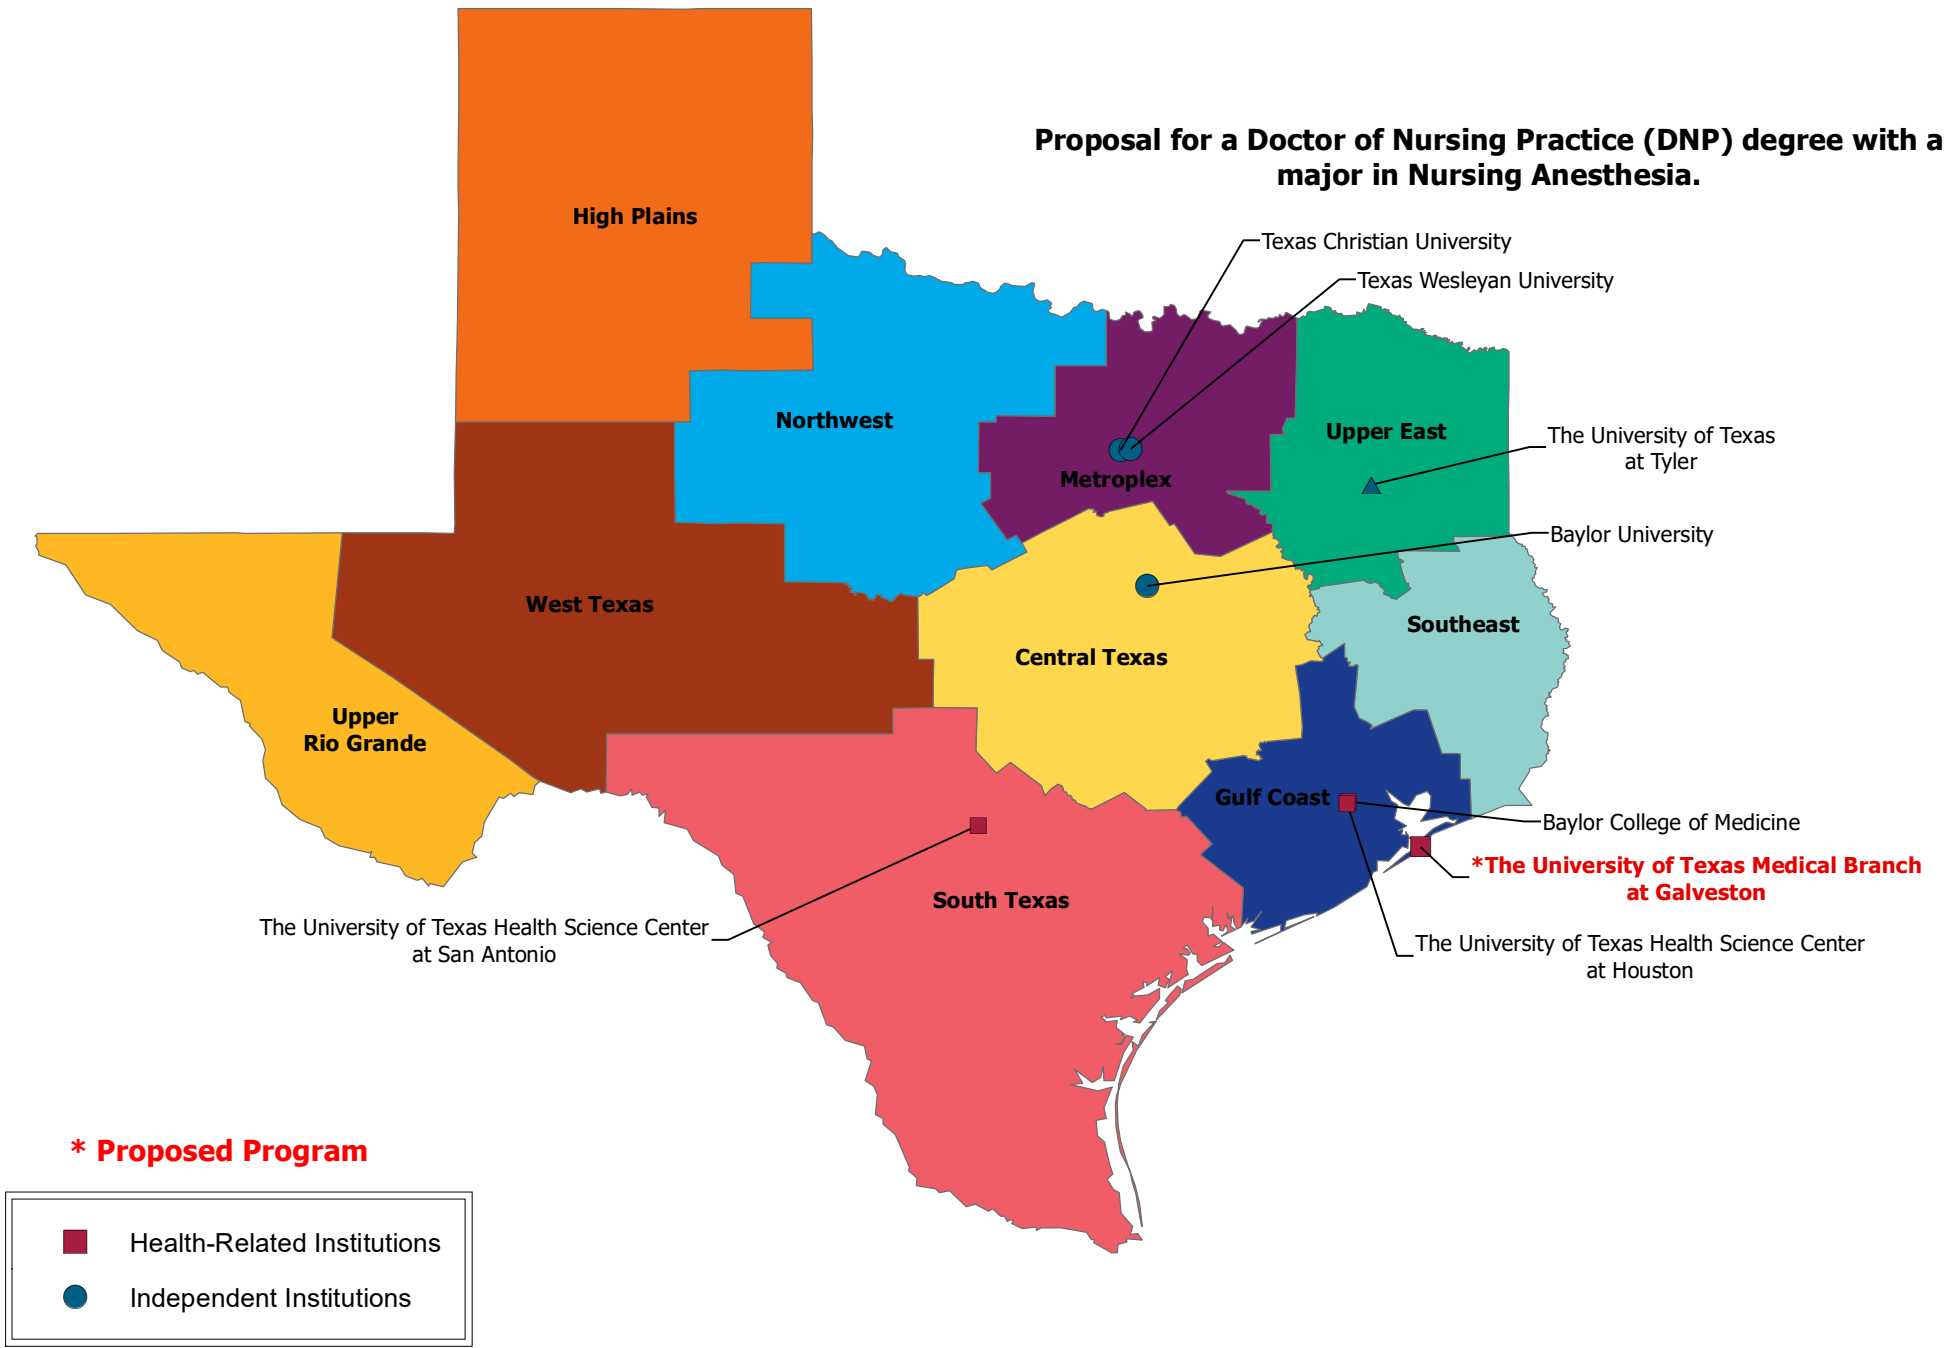 Proposal for a Doctor of Nursing Practice (DNP) degree with a
major in Nursing Anesthesia.
High Plains
Texas Christian University
Texas Wesleyan University
Northwest
Upper East
The University of Texas
at Tyler
Metroplex
Baylor University
West Texas
Southeast
Central Texas
Upper
Rio Grande
Gulf Coast
Baylor College of Medicine
*The University of Texas Medical Branch
at Galveston
South Texas
The University of Texas Health Science Center
at San Antonio
The University of Texas Health Science Center
at Houston
* Proposed Program
Health-Related Institutions
Independent Institutions